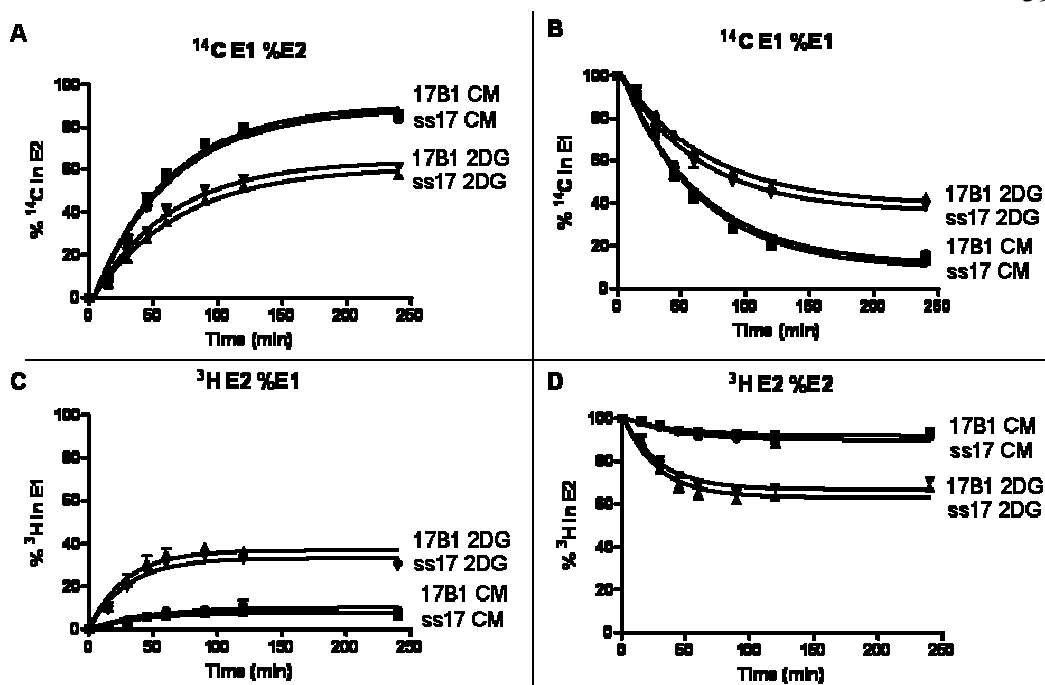 A
¹⁴C E1 %E2
% ¹⁴C in E2
100
80
60
40
20
0
0 50 100 150 200 250
Time (min)
17B1 CM
ss17 CM
17B1 2DG
ss17 2DG
B
¹⁴C E1 %E1
% ¹⁴C in E1
100
80
60
40
20
0
0 50 100 150 200 250
Time (min)
17B1 2DG
ss17 2DG
17B1 CM
ss17 CM
C
³H E2 %E1
% ³H in E1
100
80
60
40
20
0
0 50 100 150 200 250
Time (min)
17B1 2DG
ss17 2DG
17B1 CM
ss17 CM
D
³H E2 %E2
% ³H in E2
100
80
60
40
20
0
0 50 100 150 200 250
Time (min)
17B1 CM
ss17 CM
17B1 2DG
ss17 2DG